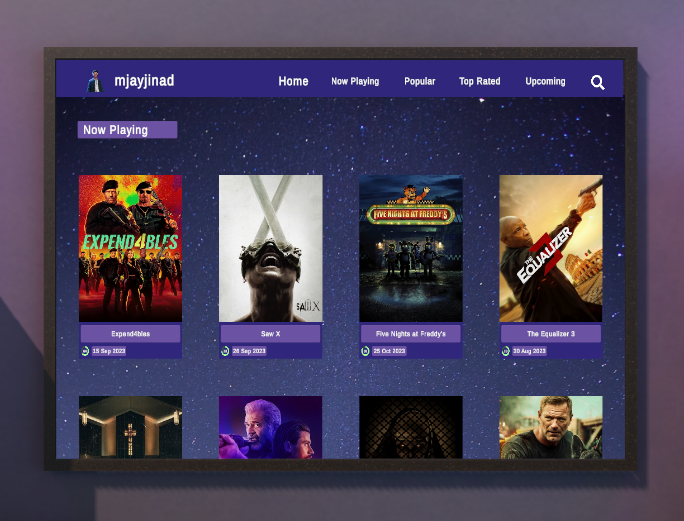 mjayjinad
Home
Now Playing
Popular
Top Rated
Upcoming
Now Playing
EXPEND4BLES
SAW X
FIVE NIGHTS AT FREDDY'S
THE
EQUALIZER
Expend4bles
Saw X
Five Nights at Freddy's
The Equalizer 3
15 Sep 2023
26 Sep 2023
25 Oct 2023
30 Aug 2023